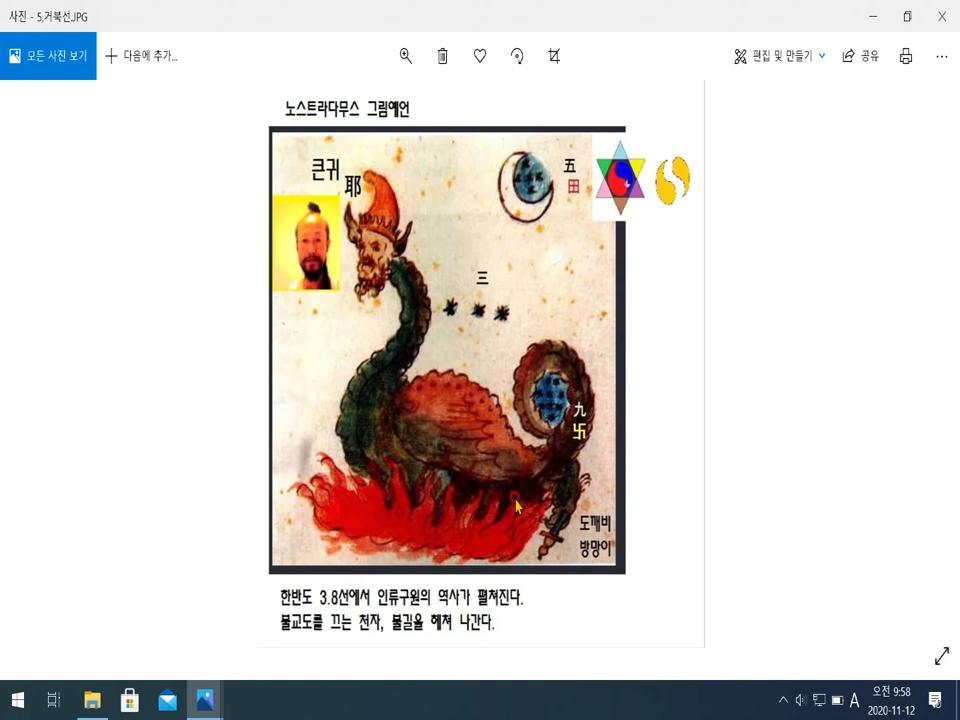 사진 - 5,거북선.JPG
모든 사진 보기
다음에 추가...
편집 및 만들기
공유
노스트라다무스 그림예언
큰귀
耶
五
田
三
九
卐
도깨비
방망이
한반도 3.8선에서 인류구원의 역사가 펼쳐진다.
불교도를 끄는 천자, 불길을 헤쳐 나간다.
A
오전 9:58
2020-11-12